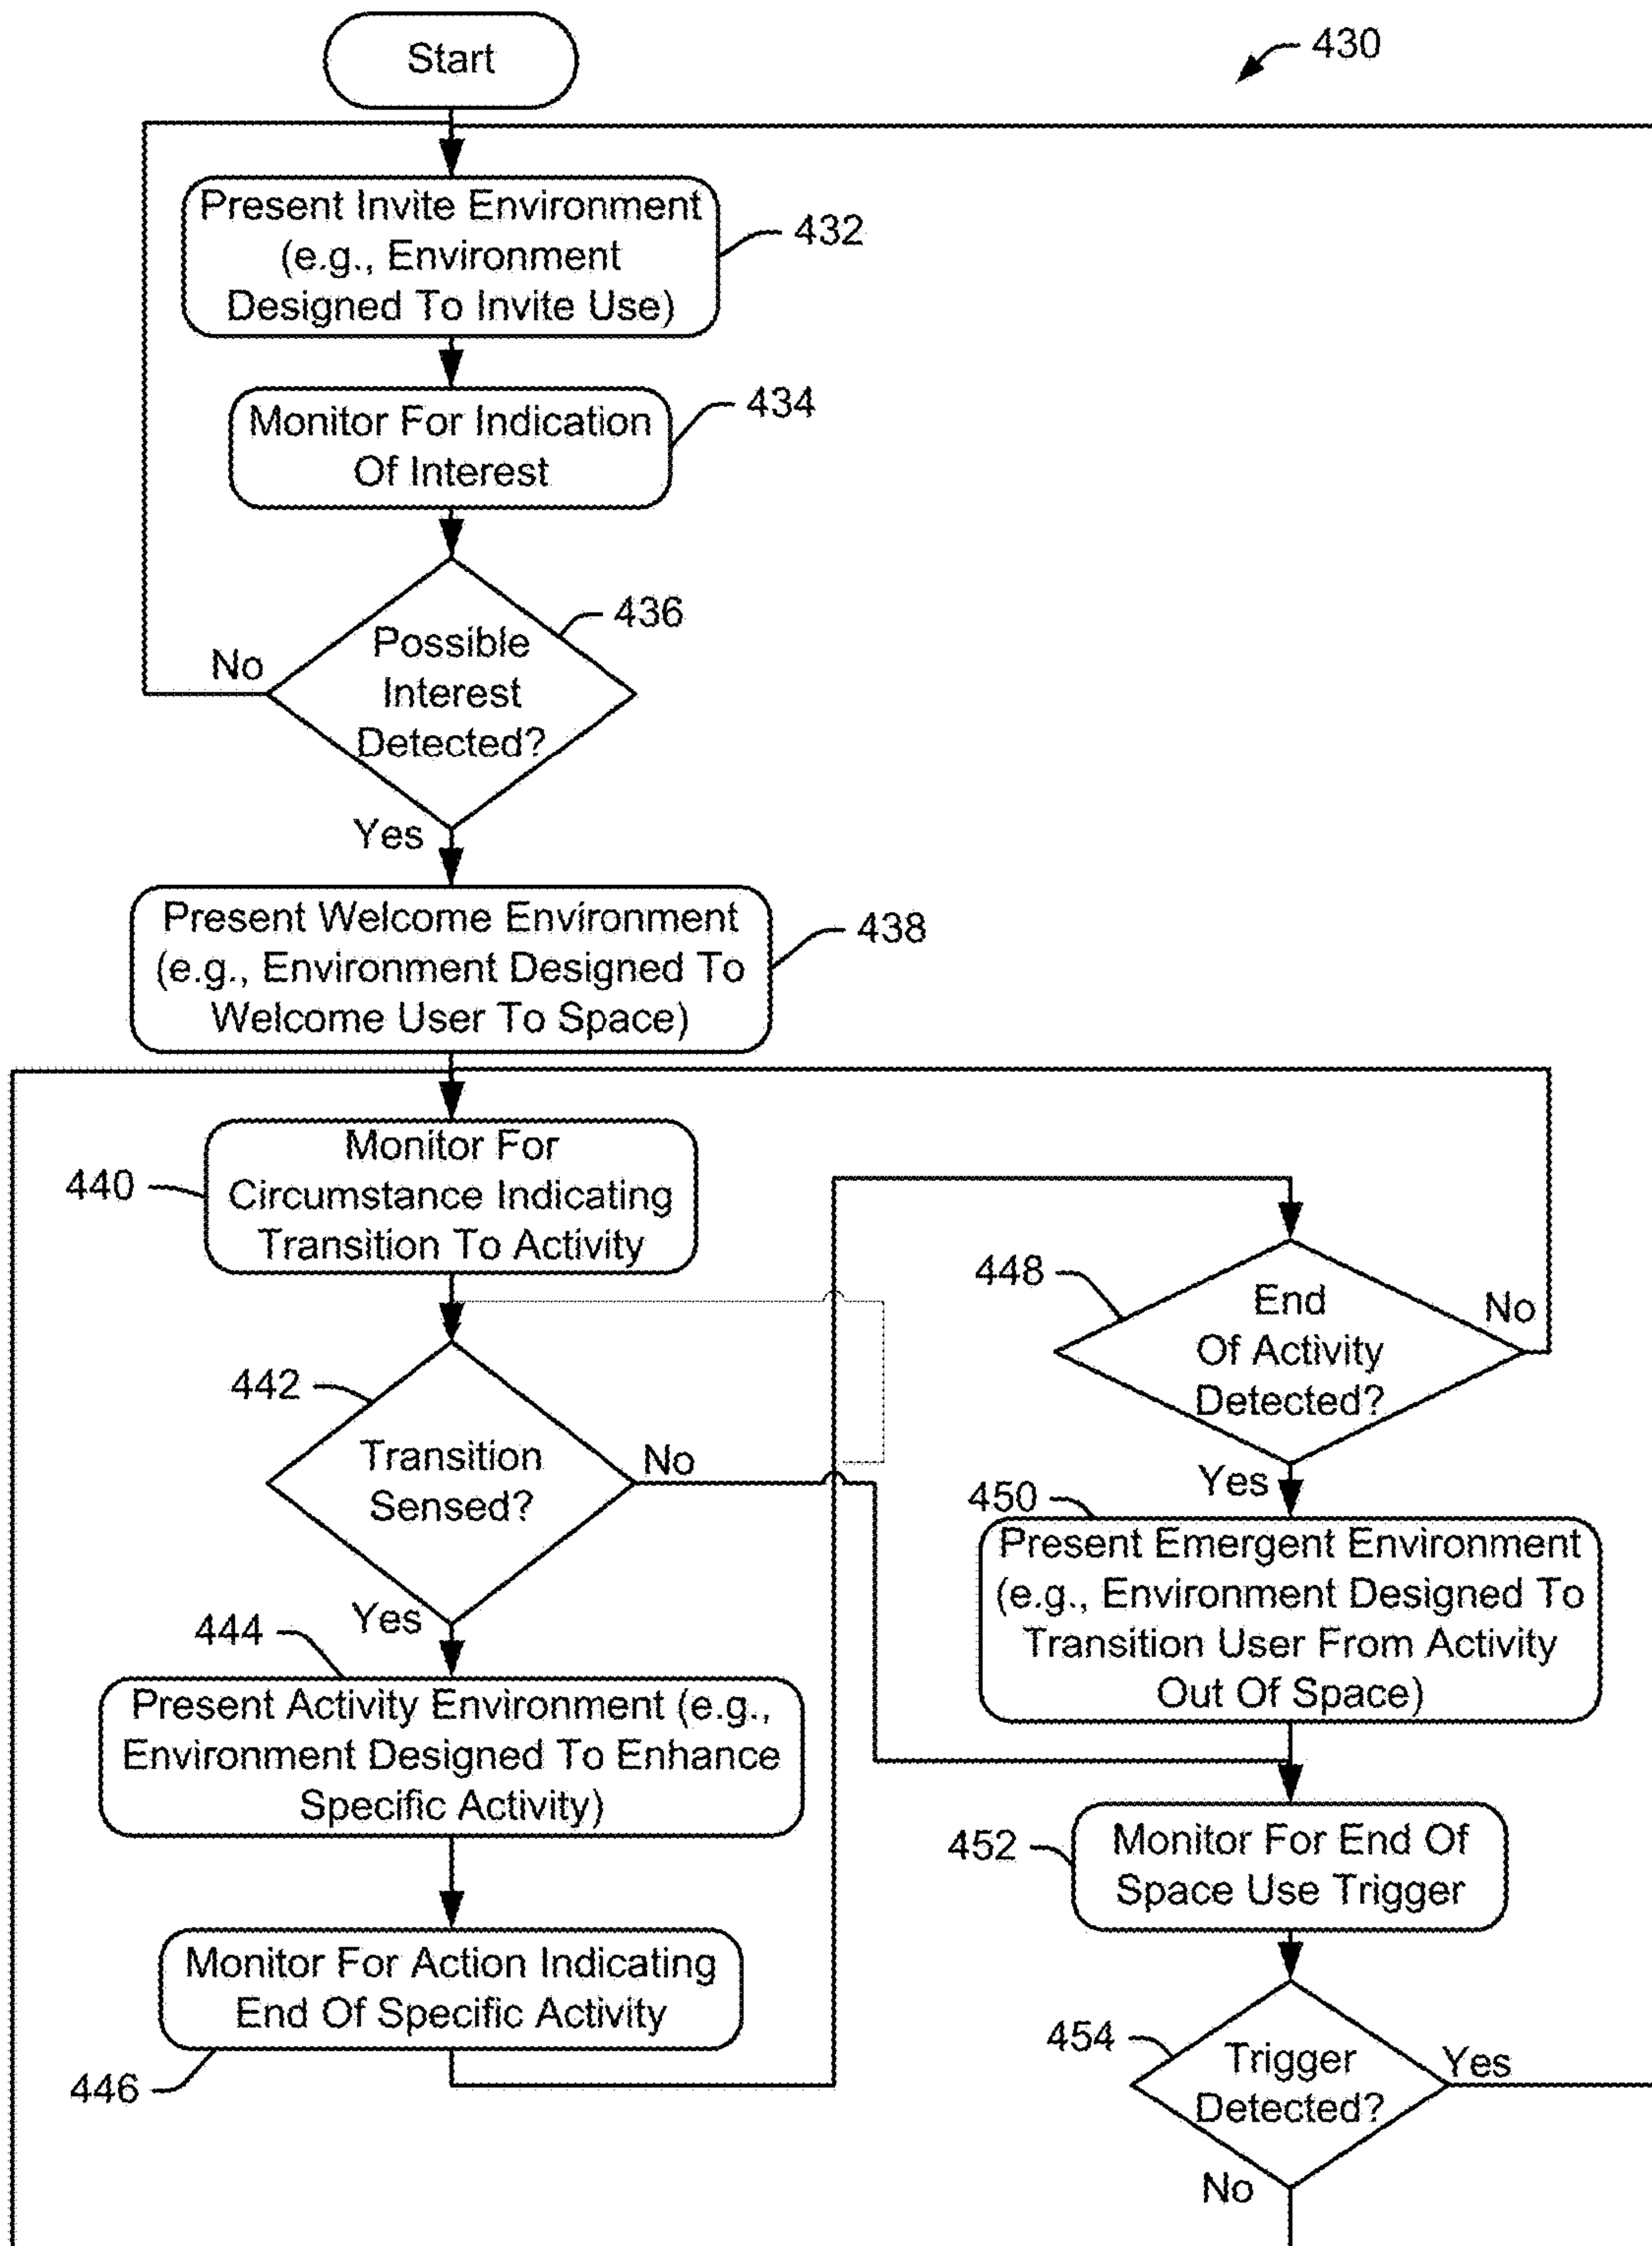 Start
430
Present Invite Environment
(e.g., Environment
Designed To Invite Use)
432
Monitor For Indication
Of Interest
434
Possible
Interest
Detected?
436
No
Yes
Present Welcome Environment
(e.g., Environment Designed To
Welcome User To Space)
438
Monitor For
Circumstance Indicating
Transition To Activity
440
Transition
Sensed?
442
No
Yes
444
Present Activity Environment (e.g.,
Environment Designed To Enhance
Specific Activity)
Monitor For Action Indicating
End Of Specific Activity
446
448
End
Of Activity
Detected?
No
Yes
450
Present Emergent Environment
(e.g., Environment Designed To
Transition User From Activity
Out Of Space)
452
Monitor For End Of
Space Use Trigger
454
Trigger
Detected?
Yes
No